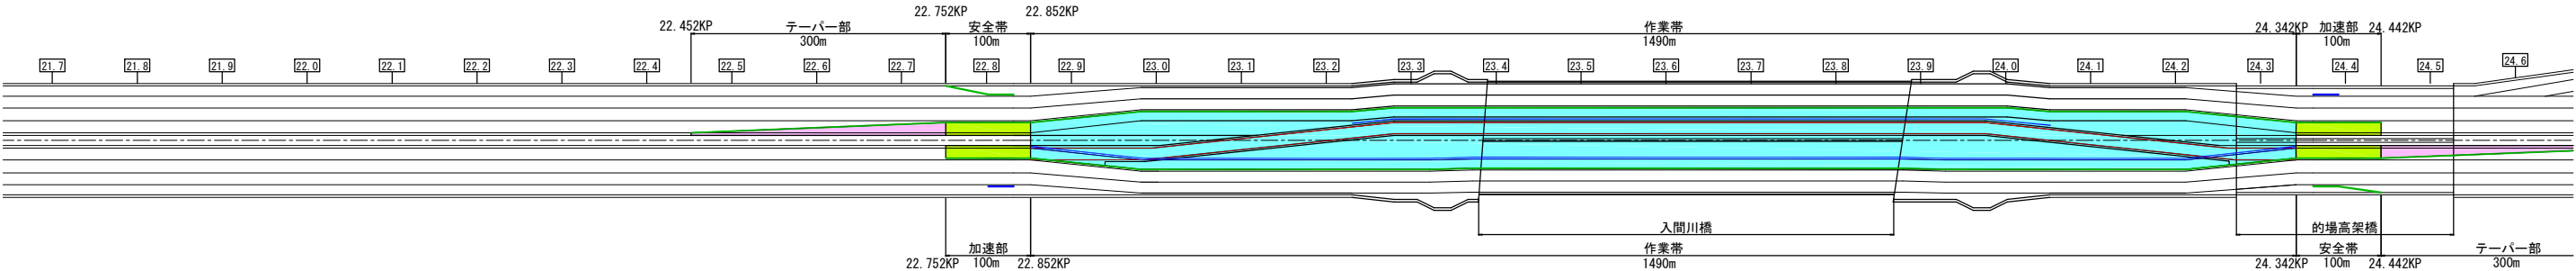 22.752KP
22.852KP
22.452KP
テーパー部
安全帯
作業帯
24.342KP
加速部
24.442KP
300m
100m
1490m
100m
21.7
21.8
21.9
22.0
22.1
22.2
22.3
22.4
22.5
22.6
22.7
22.8
22.9
23.0
23.1
23.2
23.3
23.4
23.5
23.6
23.7
23.8
23.9
24.0
24.1
24.2
24.3
24.4
24.5
24.6
入間川橋
的場高架橋
加速部
作業帯
安全帯
テーパー部
22.752KP
100m
22.852KP
1490m
24.342KP
100m
24.442KP
300m